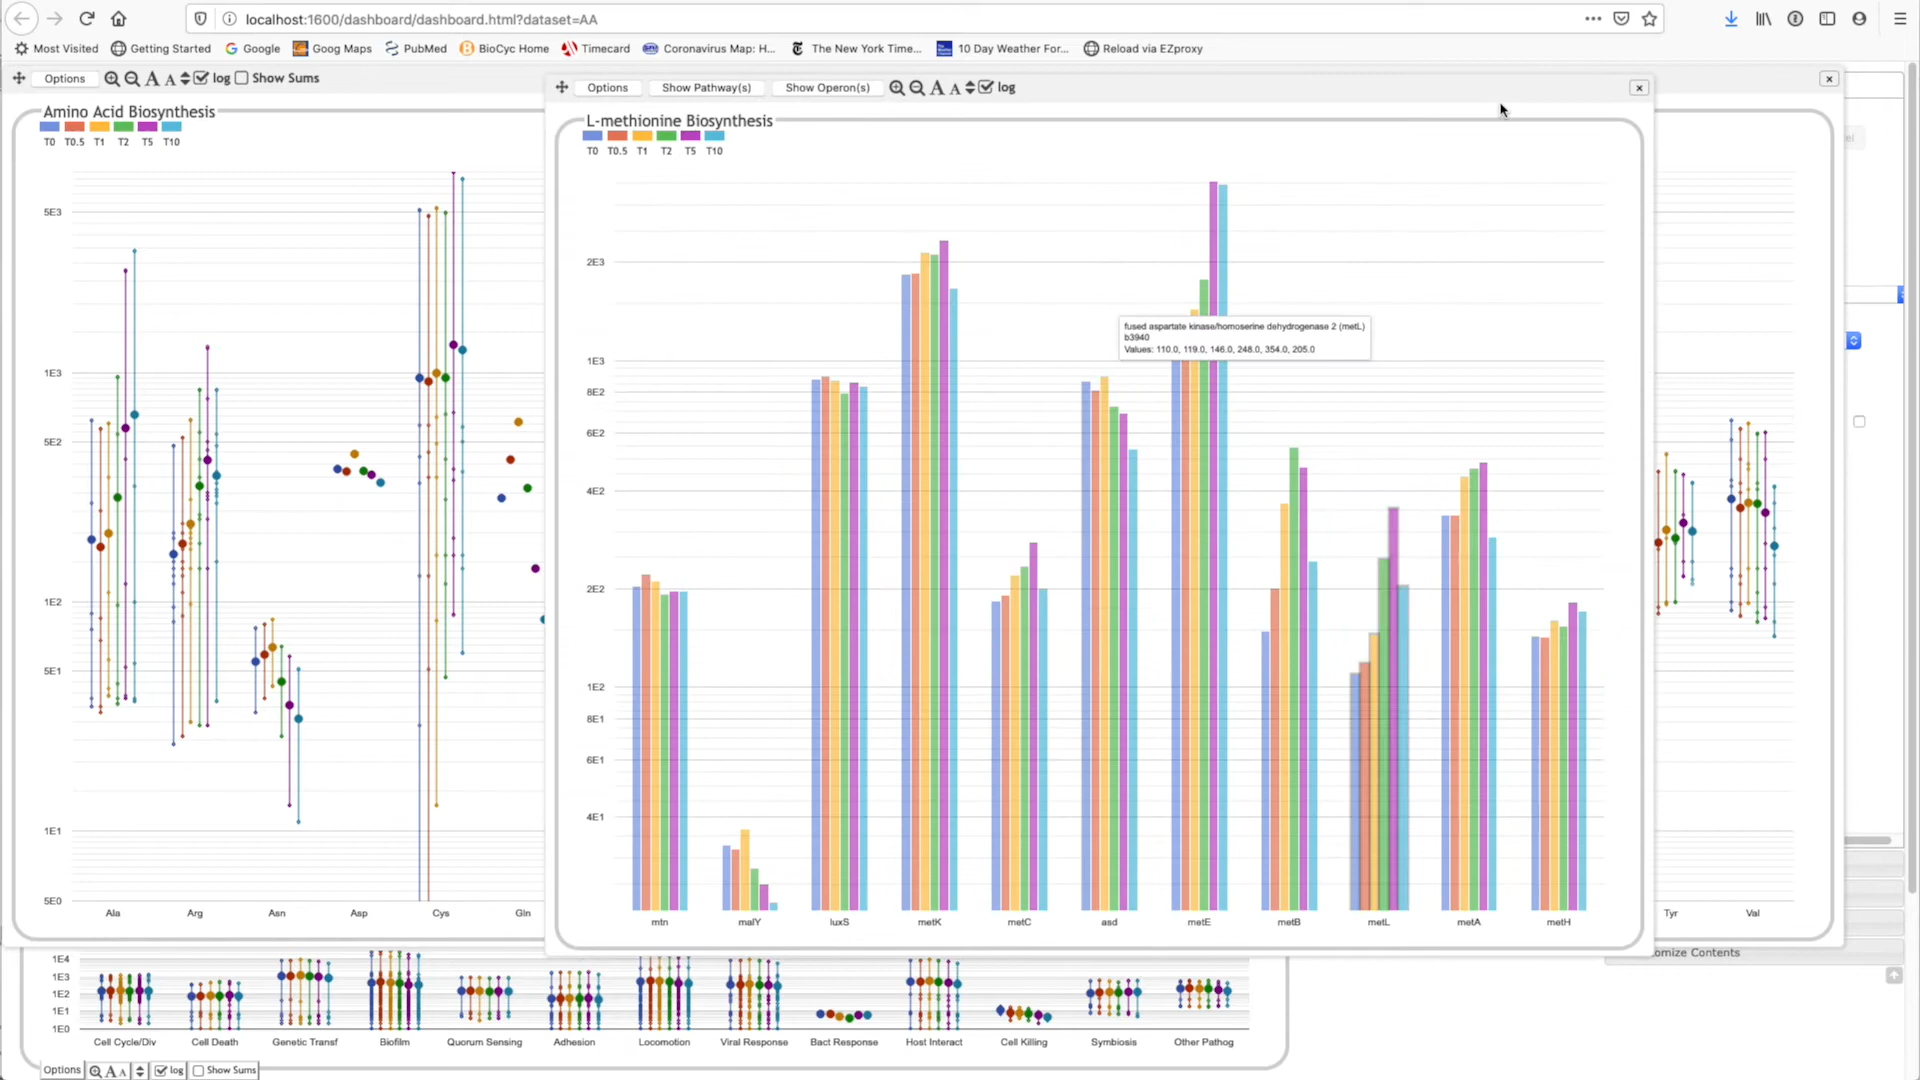 localhost:1600/dashboard/dashboard.html?dataset=AA
Most Visited Getting Started Google Goog Maps PubMed BioCyc Home Timecard Coronavirus Map: H... The New York Time... 10 Day Weather For... Reload via EZproxy
Options A A log Show Sums
Amino Acid Biosynthesis
T0 T0.5 T1 T2 T5 T10
5E3
1E3
5E2
1E2
5E1
1E1
5E0
Ala Arg Asn Asp Cys Gln
Options Show Pathway(s) Show Operon(s) A A log
L-methionine Biosynthesis
T0 T0.5 T1 T2 T5 T10
2E3
1E3
8E2
6E2
4E2
2E2
1E2
8E1
6E1
4E1
fused aspartate kinase/homoserine dehydrogenase 2 (metL)
b3940
Values: 110.0, 119.0, 146.0, 248.0, 354.0, 205.0
mtn malY luxS metK metC asd metE metB metL metA metH
Tyr Val
omize Contents
1E4
1E3
1E2
1E1
1E0
Cell Cycle/Div Cell Death Genetic Transf Biofilm Quorum Sensing Adhesion Locomotion Viral Response Bact Response Host Interact Cell Killing Symbiosis Other Pathog
Options A A log Show Sums